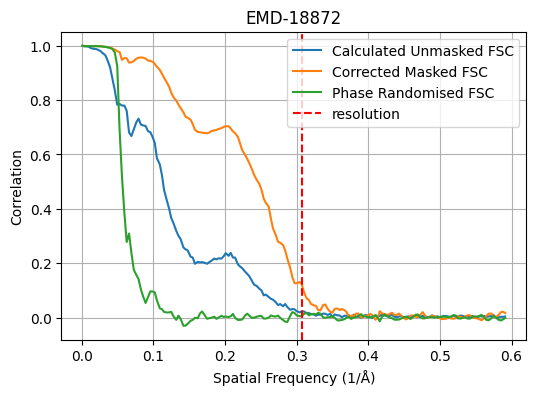 EMD-18872
Calculated Unmasked FSC
Corrected Masked FSC
Phase Randomised FSC
resolution
Correlation
1.0
0.8
0.6
0.4
0.2
0.0
0.0 0.1 0.2 0.3 0.4 0.5 0.6
Spatial Frequency (1/Å)